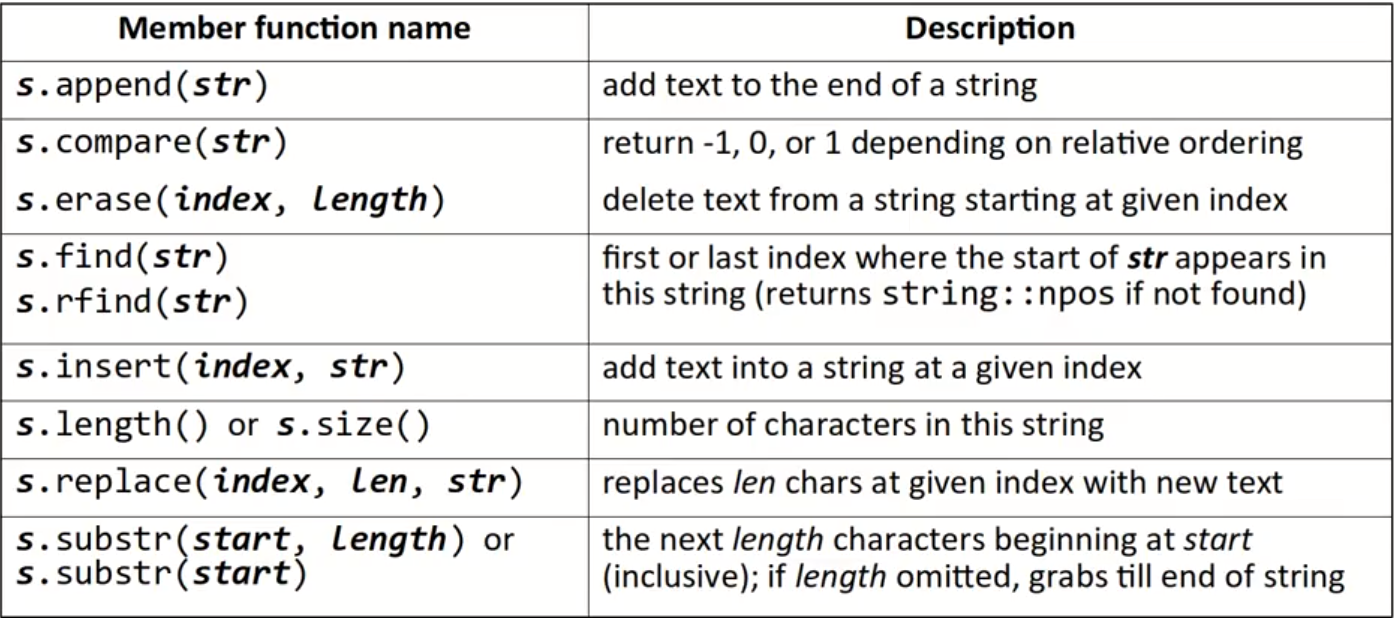 Member function name
Description
s.append(str)
add text to the end of a string
s.compare(str)
return -1, 0, or 1 depending on relative ordering
s.erase(index, length)
delete text from a string starting at given index
s.find(str)
s.rfind(str)
first or last index where the start of str appears in
this string (returns string::npos if not found)
s.insert(index, str)
add text into a string at a given index
s.length() or s.size()
number of characters in this string
s.replace(index, len, str)
replaces len chars at given index with new text
s.substr(start, length) or
s.substr(start)
the next length characters beginning at start
(inclusive); if length omitted, grabs till end of string